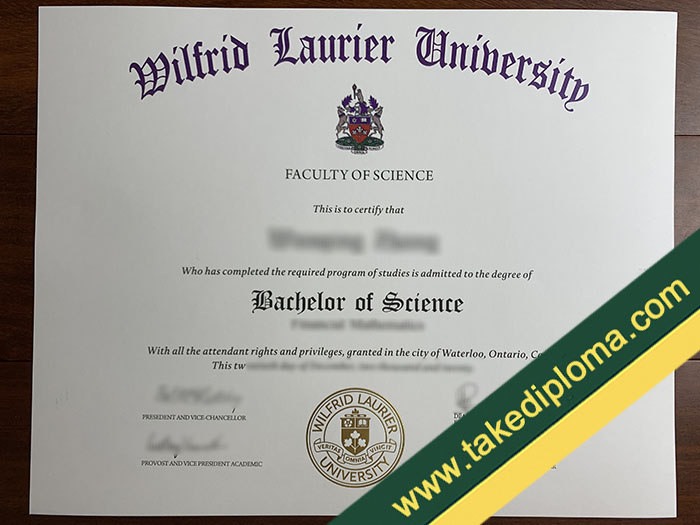 Wilfrid Laurier University
FACULTY OF SCIENCE
This is to certify that
Who has completed the required program of studies is admitted to the degree of
Bachelor of Science
Financial Mathematics
With all the attendant rights and privileges, granted in the city of Waterloo, Ontario,
This
PRESIDENT AND VICE-CHANCELLOR
PROVOST AND VICE PRESIDENT ACADEMIC
WILFRID LAURIER
VERITAS OMNIA VINCIT
UNIVERSITY
www.takediploma.com